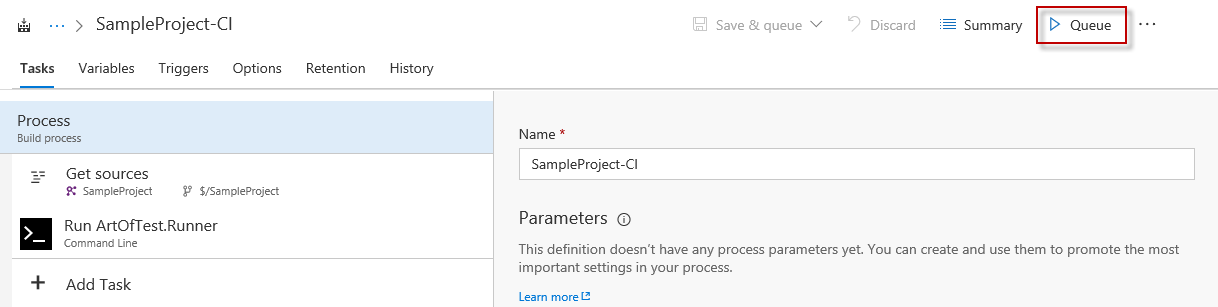 ... > SampleProject-CI
Save & queue
Discard
Summary
Queue
...
Tasks Variables Triggers Options Retention History
Process
Build process
Get sources
SampleProject $/SampleProject
Run ArtOfTest.Runner
Command Line
+ Add Task
Name *
SampleProject-CI
Parameters
This definition doesn't have any process parameters yet. You can create and use them to promote the most
important settings in your process.
Learn more